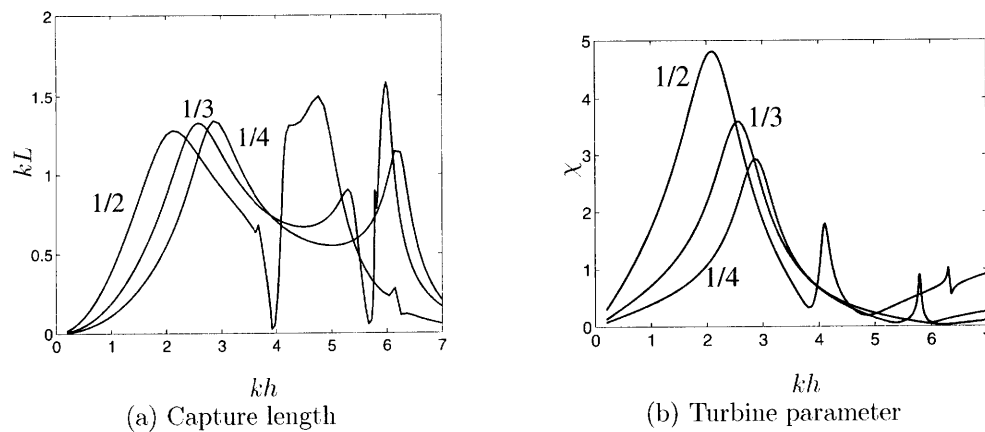 2
1.5
1
0.5
0
kL
1/2
1/3
1/4
0 1 2 3 4 5 6 7
kh
(a) Capture length
5
4
3
2
1
0
χ
1/2
1/3
1/4
0 1 2 3 4 5 6 7
kh
(b) Turbine parameter